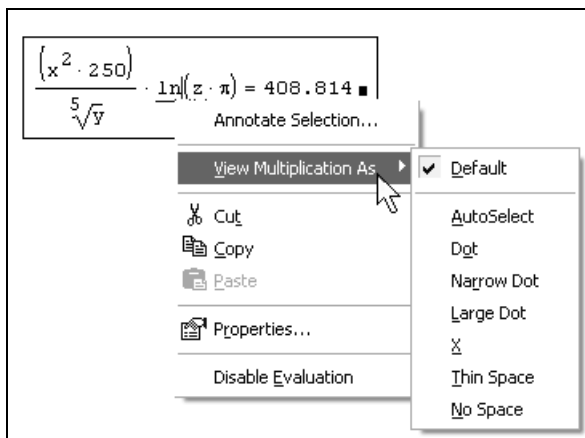 (x² · 250)
⁵√y
· ln(z · π) = 408.814
Annotate Selection...
View Multiplication As
Cut
Copy
Paste
Properties...
Disable Evaluation
Default
AutoSelect
Dot
Narrow Dot
Large Dot
X
Thin Space
No Space